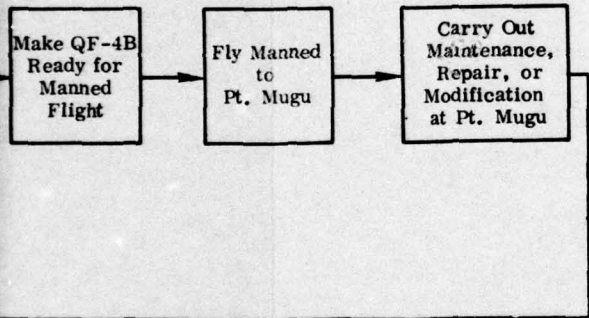 Make QF-4B
Ready for
Manned
Flight
Fly Manned
to
Pt. Mugu
Carry Out
Maintenance,
Repair, or
Modification
at Pt. Mugu